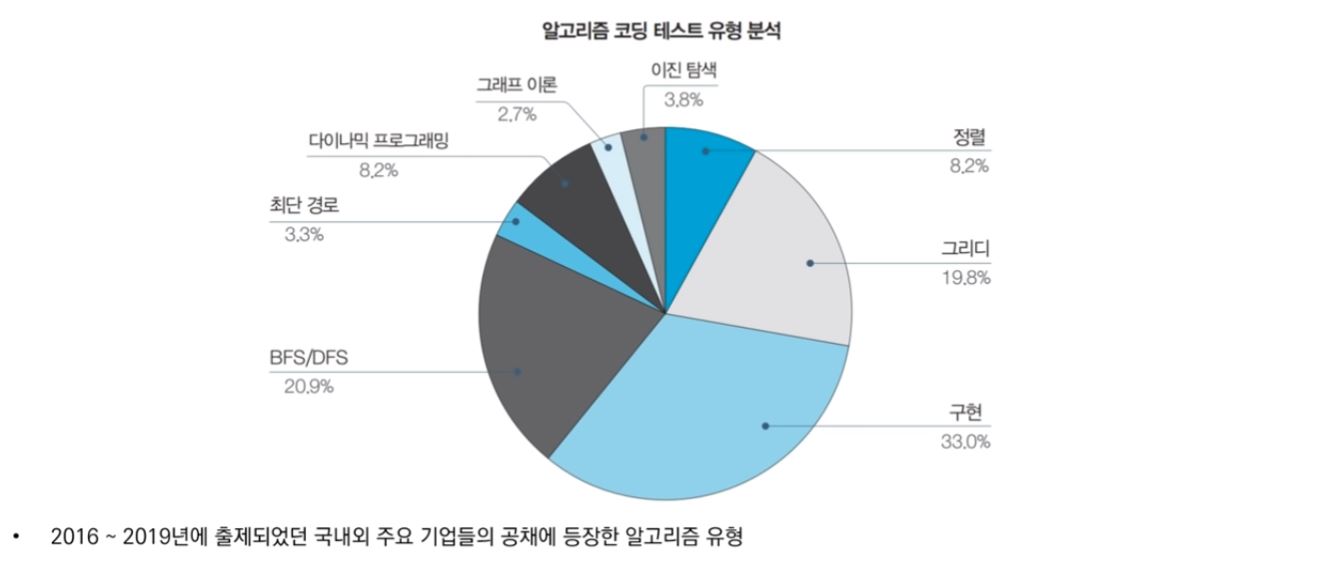 알고리즘 코딩 테스트 유형 분석
이진 탐색
3.8%
그래프 이론
2.7%
다이나믹 프로그래밍
8.2%
정렬
8.2%
최단 경로
3.3%
그리디
19.8%
BFS/DFS
20.9%
구현
33.0%
• 2016 ~ 2019년에 출제되었던 국내외 주요 기업들의 공채에 등장한 알고리즘 유형